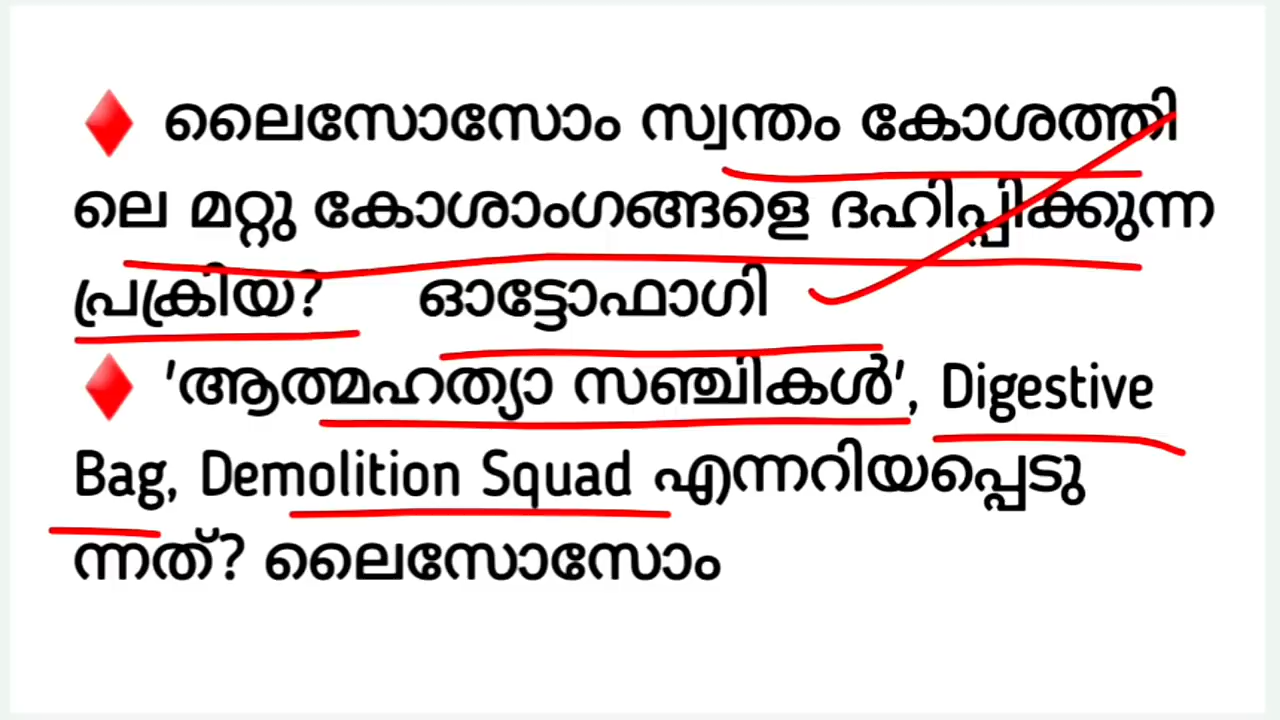 ♦ ലൈസോസോം സ്വന്തം കോശത്തി
ലെ മറ്റു കോശാംഗങ്ങളെ ദഹിപ്പിക്കുന്ന
പ്രക്രിയ? ഓട്ടോഫാഗി
♦ 'ആത്മഹത്യാ സഞ്ചികൾ', Digestive
Bag, Demolition Squad എന്നറിയപ്പെടു
ന്നത്? ലൈസോസോം